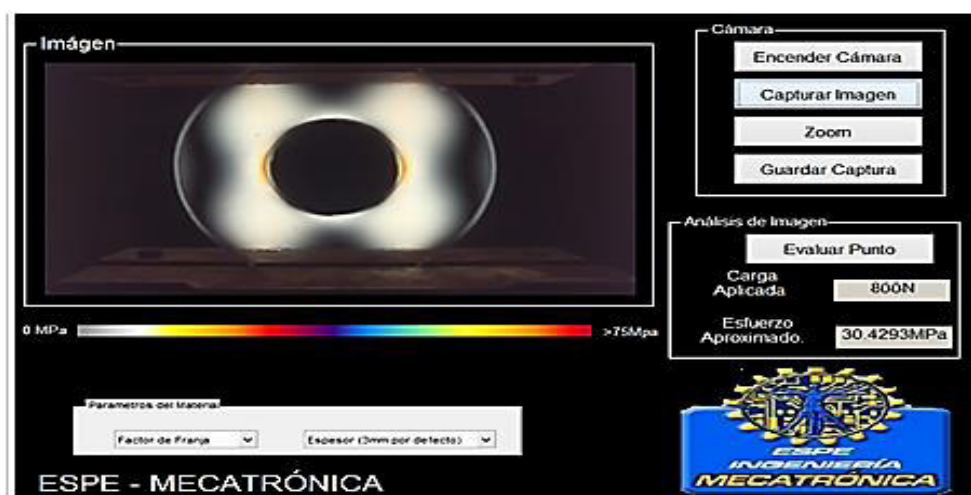 Imágen
Cámara
Encender Cámara
Capturar Imagen
Zoom
Guardar Captura
Análisis de Imagen
Evaluar Punto
Carga
Aplicada
800N
Esfuerzo
Aproximado.
30.4293MPa
0 MPa
>75Mpa
Parametros del Material
Factor de Franja
Espesor (3mm por defecto)
ESPE - MECATRÓNICA
ESPE
INGENIERÍA
MECATRÓNICA